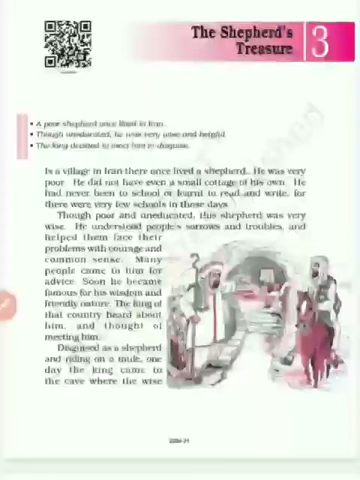 The Shepherd's
Treasure
3
• A poor shepherd once lived in Iran.
• Though uneducated, he was very wise and helpful.
• The king decided to meet him in disguise.
In a village in Iran there once lived a shepherd. He was very
poor. He did not have even a small cottage of his own. He
had never been to school or learnt to read and write, for
there were very few schools in those days.
Though poor and uneducated, this shepherd was very
wise. He understood people's sorrows and troubles, and
helped them face their
problems with courage and
common sense. Many
people came to him for
advice. Soon he became
famous for his wisdom and
friendly nature. The king of
that country heard about
him, and thought of
meeting him.
Disguised as a shepherd
and riding on a mule, one
day the king came to
the cave where the wise